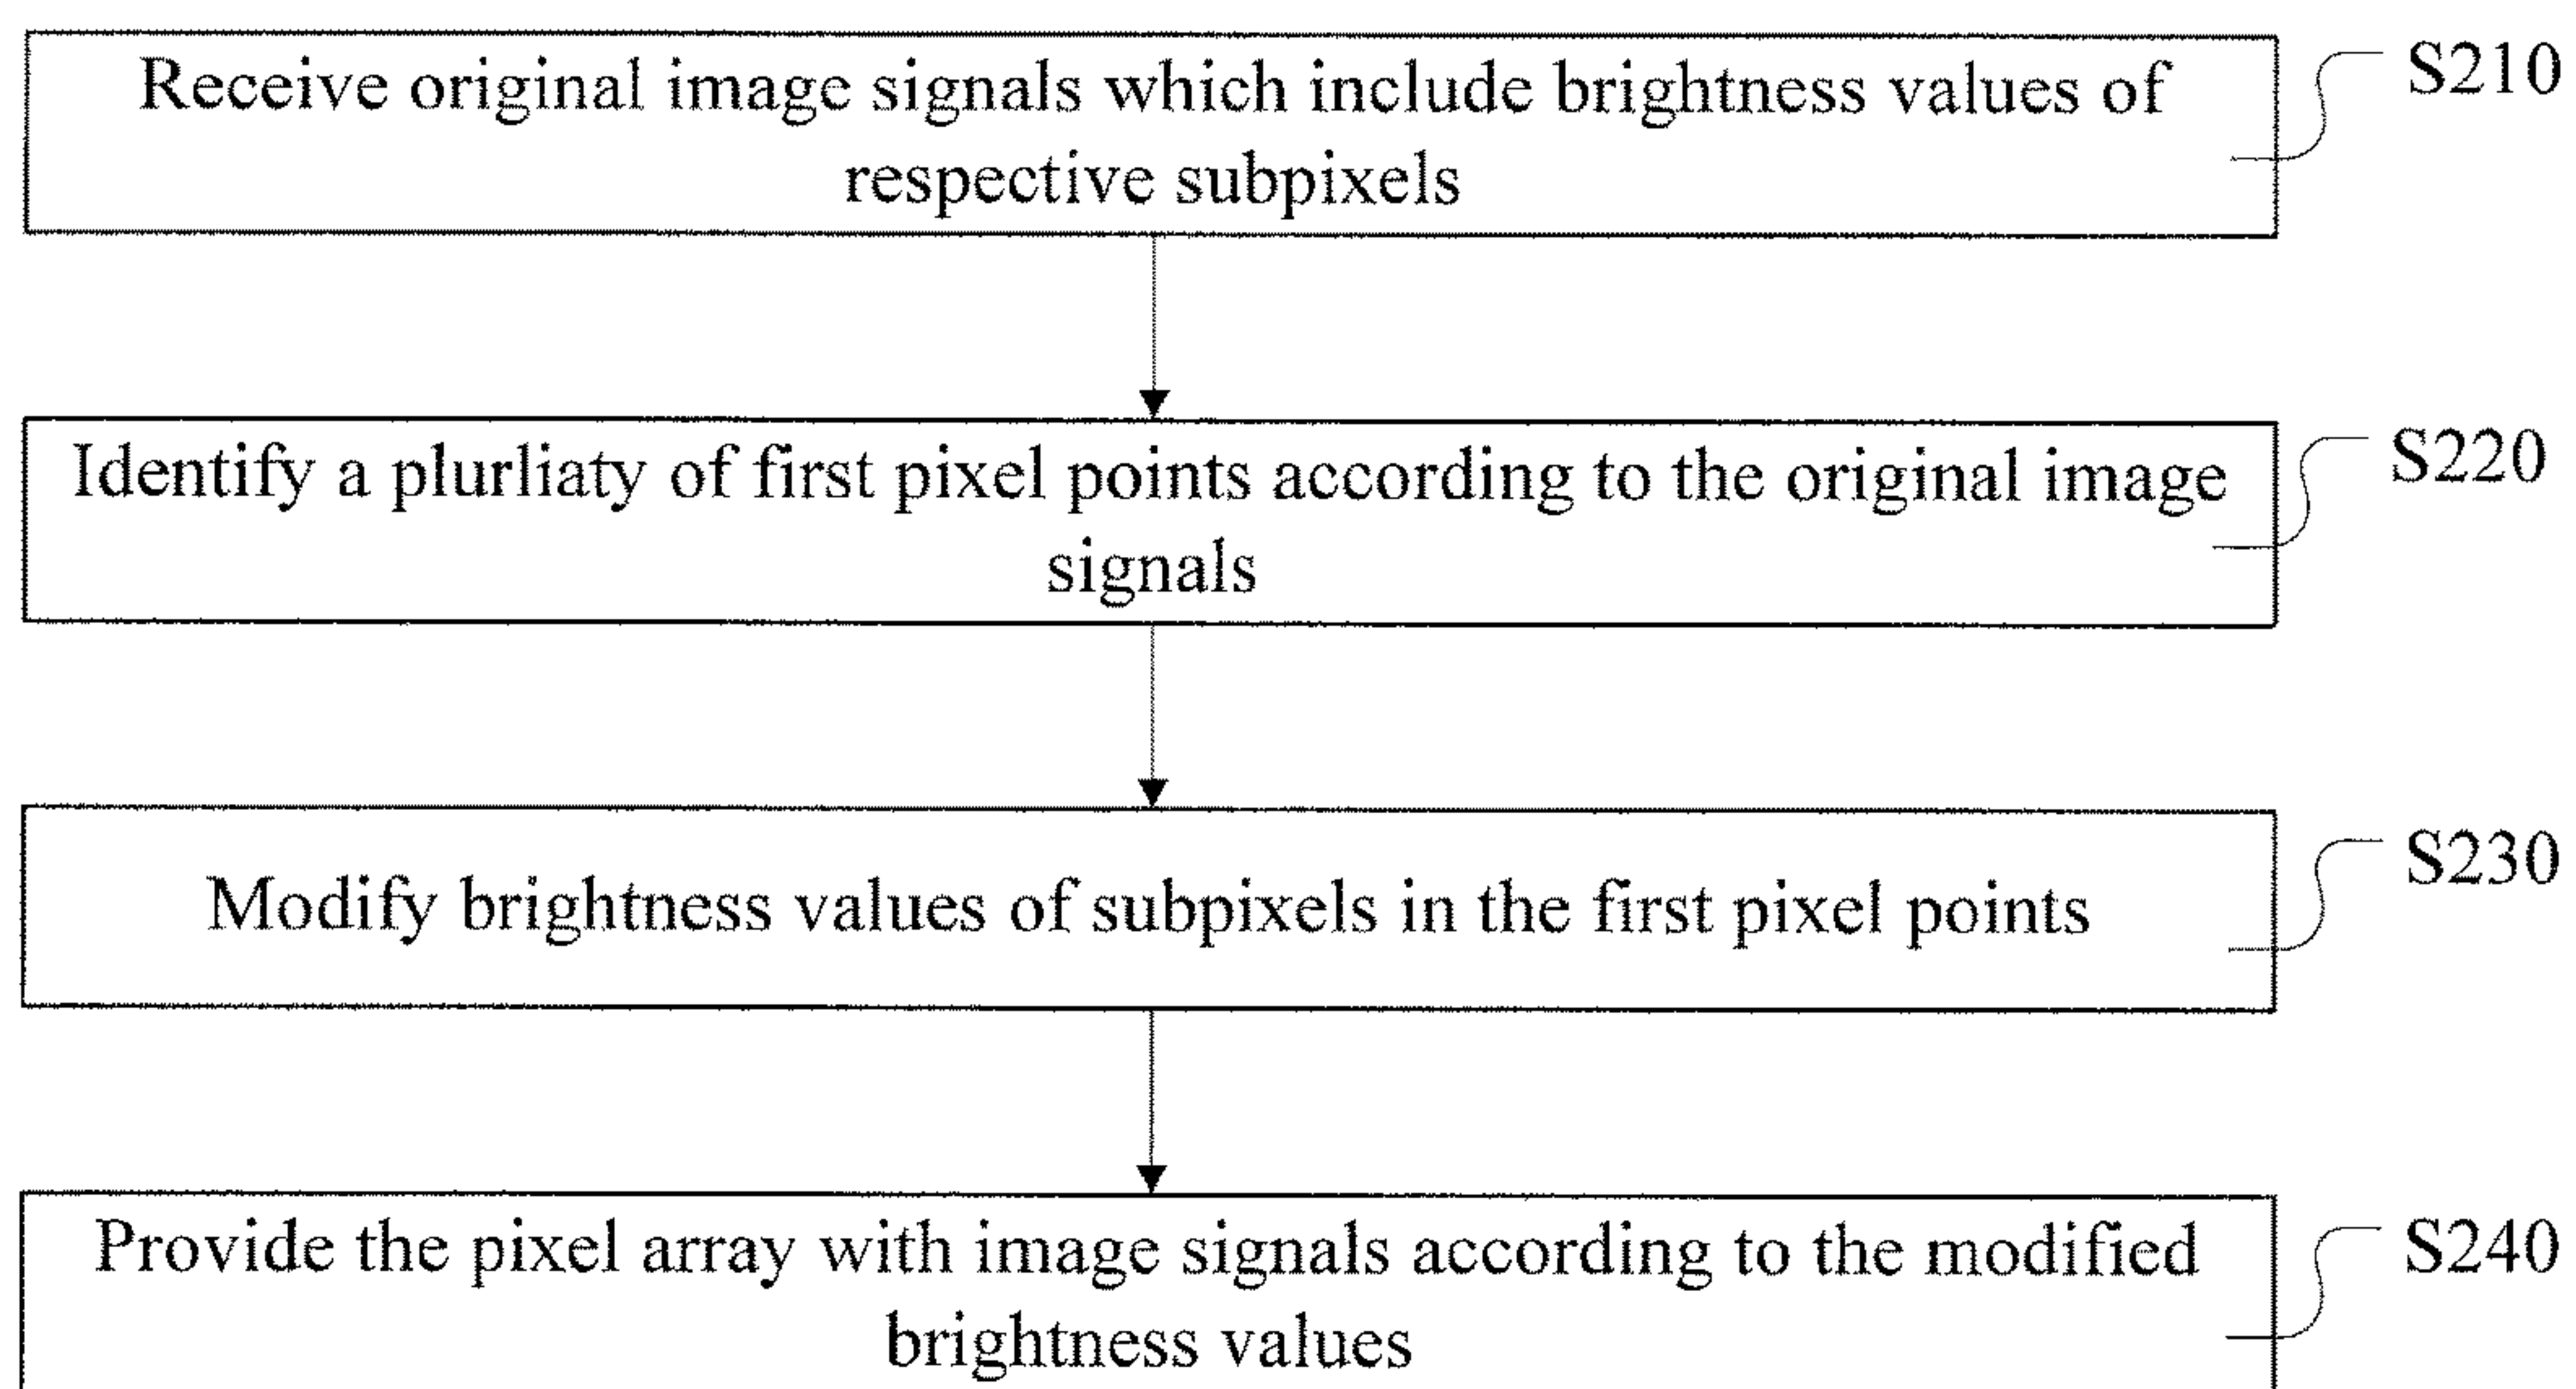 Receive original image signals which include brightness values of
respective subpixels
S210
Identify a plurliaty of first pixel points according to the original image
signals
S220
Modify brightness values of subpixels in the first pixel points
S230
Provide the pixel array with image signals according to the modified
brightness values
S240